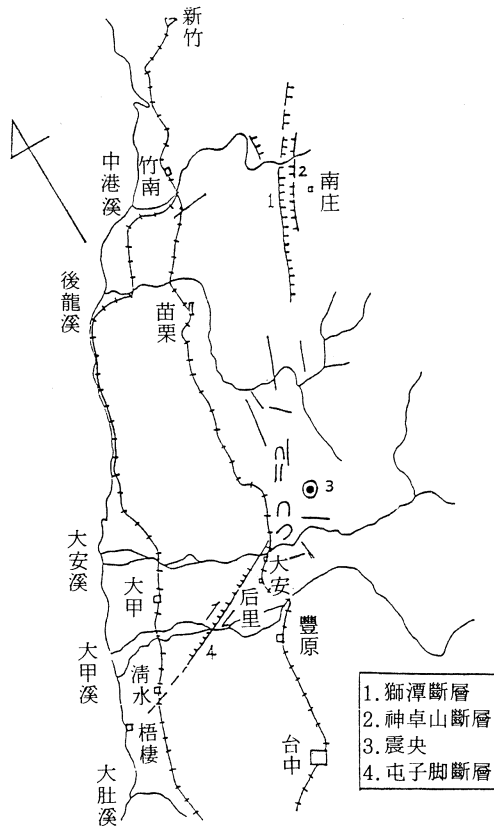 新竹
竹南
中港溪
1
2
南庄
後龍溪
苗栗
3
大安溪
大甲
大安
后里
豐原
4
大甲溪
清水
梧棲
台中
大肚溪
1. 獅潭斷層
2. 神卓山斷層
3. 震央
4. 屯子脚斷層